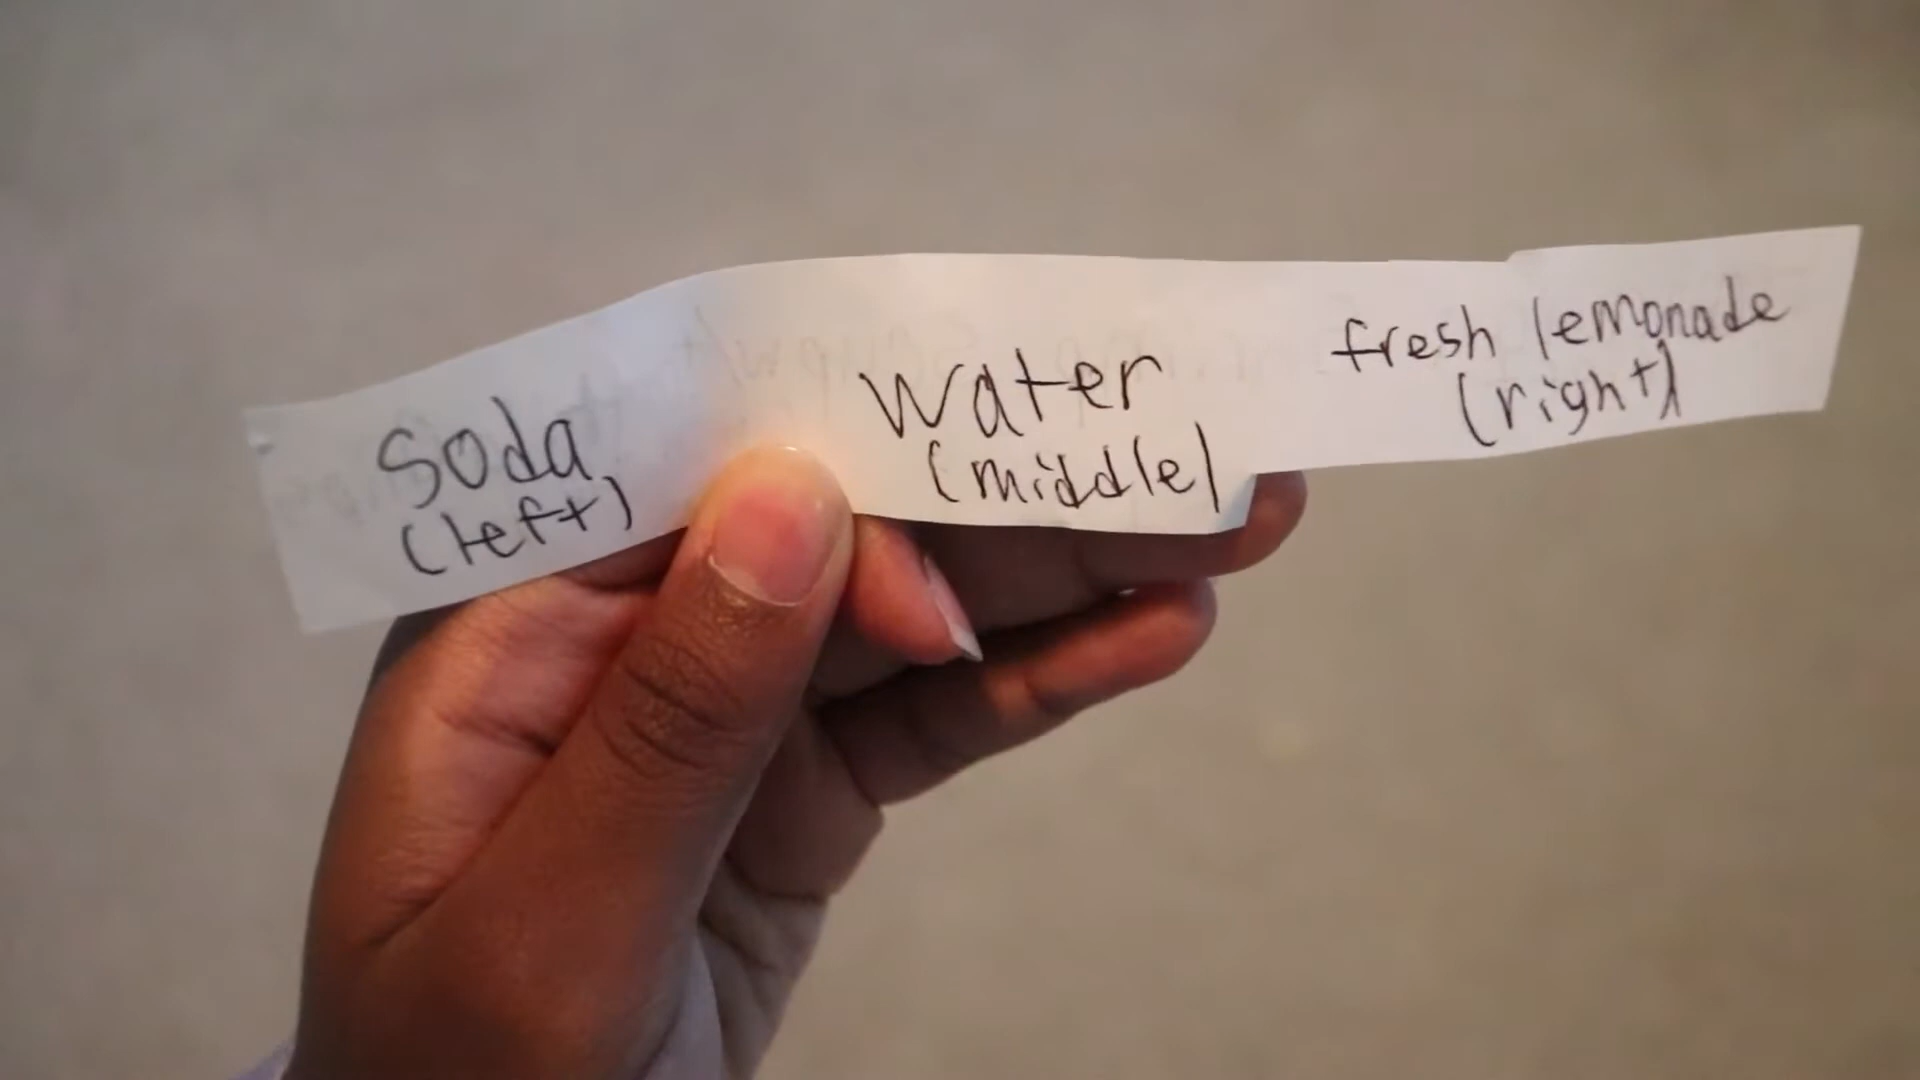 soda
(left)
water
(middle)
fresh lemonade
(right)